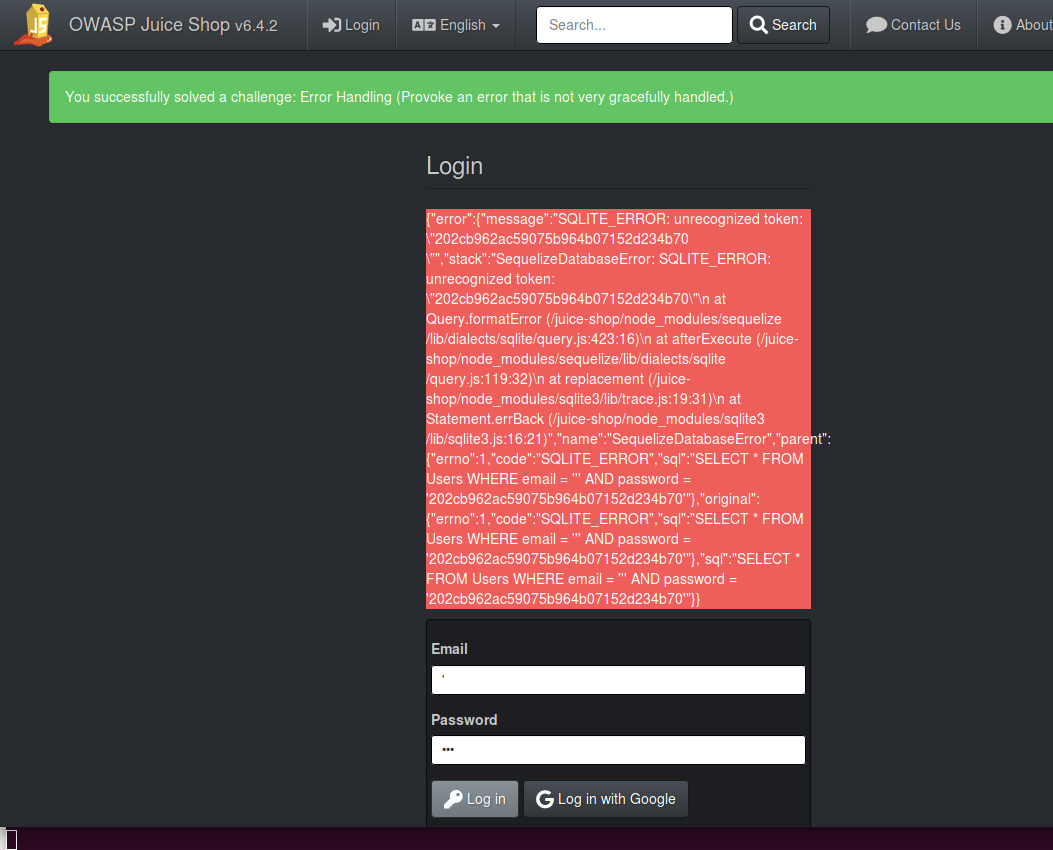 OWASP Juice Shop v6.4.2 Login English Search... Search Contact Us About
You successfully solved a challenge: Error Handling (Provoke an error that is not very gracefully handled.)
Login
{"error":{"message":"SQLITE_ERROR: unrecognized token:
\"202cb962ac59075b964b07152d234b70
\"","stack":"SequelizeDatabaseError: SQLITE_ERROR:
unrecognized token:
\"202cb962ac59075b964b07152d234b70\"\n at
Query.formatError (/juice-shop/node_modules/sequelize
/lib/dialects/sqlite/query.js:423:16)\n at afterExecute (/juice-
shop/node_modules/sequelize/lib/dialects/sqlite
/query.js:119:32)\n at replacement (/juice-
shop/node_modules/sqlite3/lib/trace.js:19:31)\n at
Statement.errBack (/juice-shop/node_modules/sqlite3
/lib/sqlite3.js:16:21)","name":"SequelizeDatabaseError","parent":
{"errno":1,"code":"SQLITE_ERROR","sql":"SELECT * FROM
Users WHERE email = ''' AND password =
'202cb962ac59075b964b07152d234b70'"},"original":
{"errno":1,"code":"SQLITE_ERROR","sql":"SELECT * FROM
Users WHERE email = ''' AND password =
'202cb962ac59075b964b07152d234b70'"},"sql":"SELECT *
FROM Users WHERE email = ''' AND password =
'202cb962ac59075b964b07152d234b70'"}}
Email
'
Password
•••
Log in Log in with Google